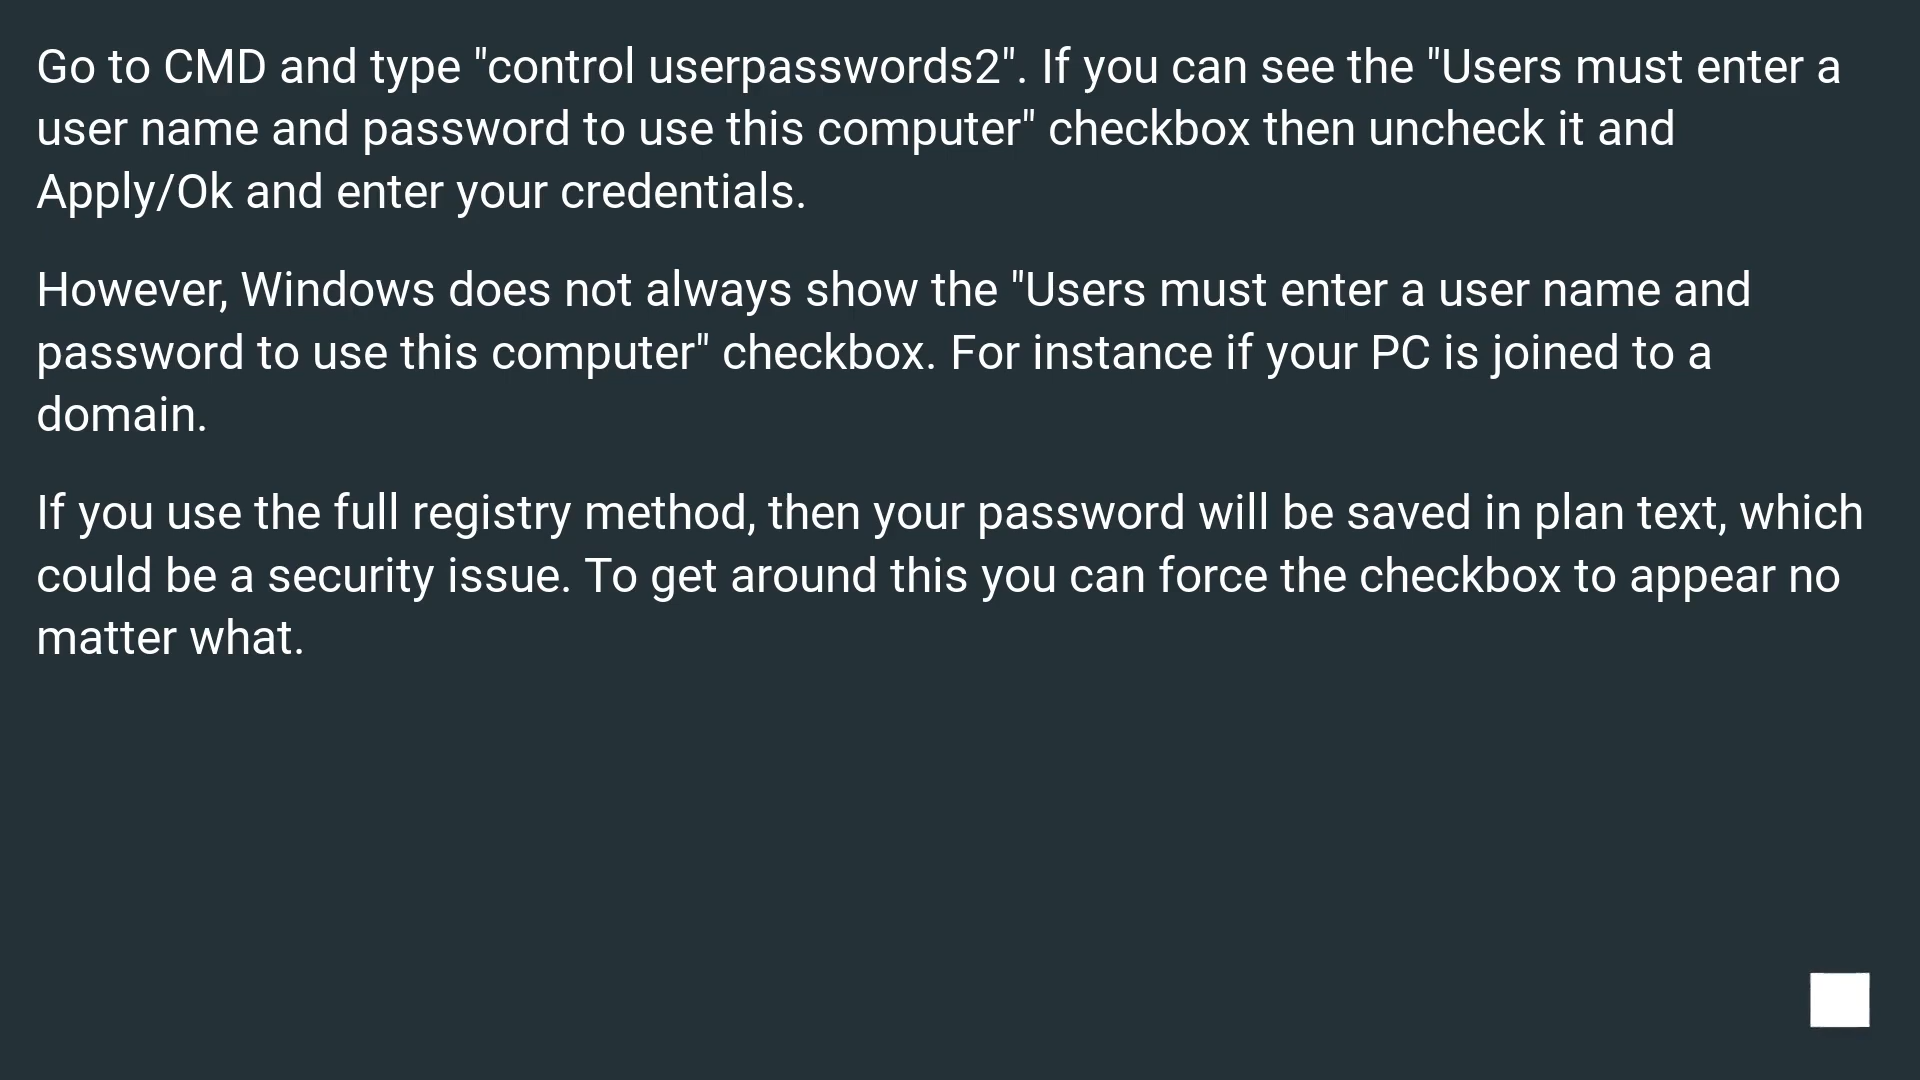 Go to CMD and type "control userpasswords2". If you can see the "Users must enter a
user name and password to use this computer" checkbox then uncheck it and
Apply/Ok and enter your credentials.
However, Windows does not always show the "Users must enter a user name and
password to use this computer" checkbox. For instance if your PC is joined to a
domain.
If you use the full registry method, then your password will be saved in plan text, which
could be a security issue. To get around this you can force the checkbox to appear no
matter what.